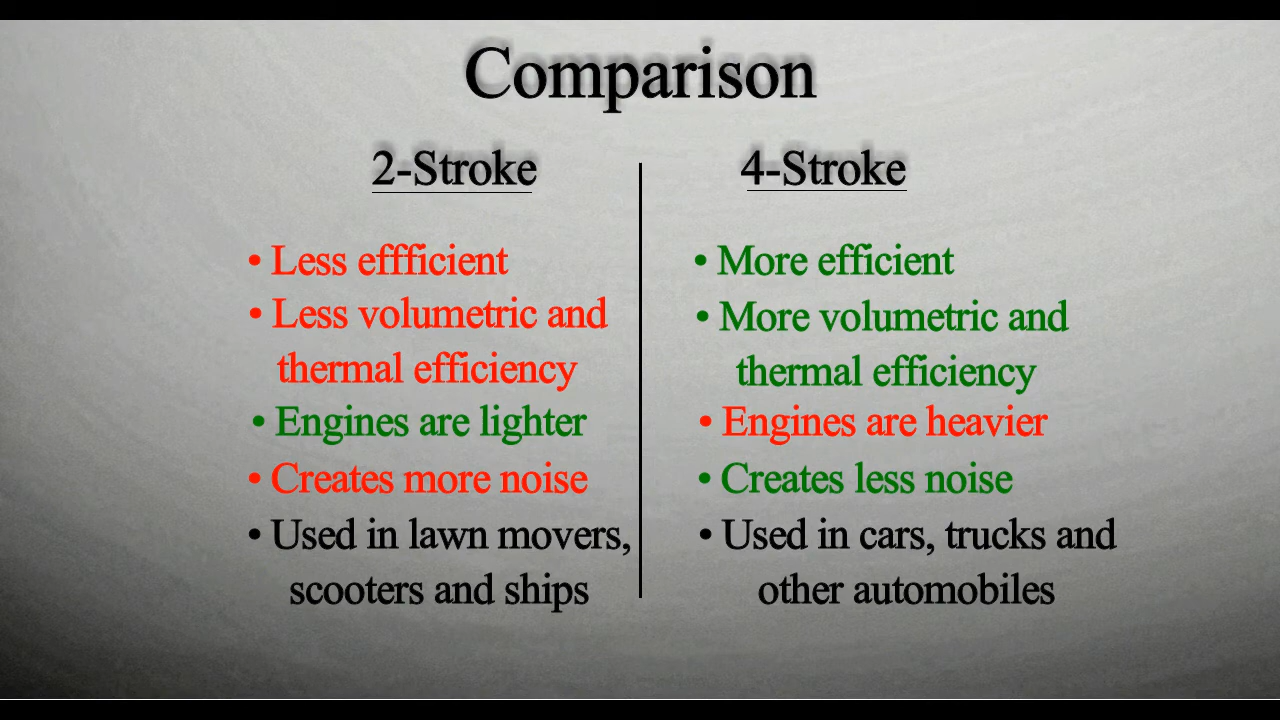 Comparison
2-Stroke
• Less effficient
• Less volumetric and
thermal efficiency
• Engines are lighter
• Creates more noise
• Used in lawn movers,
scooters and ships
4-Stroke
• More efficient
• More volumetric and
thermal efficiency
• Engines are heavier
• Creates less noise
• Used in cars, trucks and
other automobiles